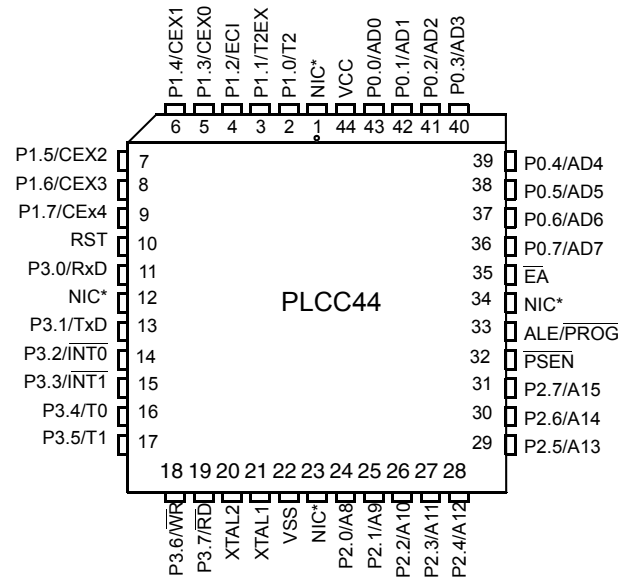 P1.4/CEX1
P1.3/CEX0
P1.2/ECI
P1.1/T2EX
P1.0/T2
NIC*
VCC
P0.0/AD0
P0.1/AD1
P0.2/AD2
P0.3/AD3
6 5 4 3 2 1 44 43 42 41 40
P1.5/CEX2 7
P1.6/CEX3 8
P1.7/CEx4 9
RST 10
P3.0/RxD 11
NIC* 12
P3.1/TxD 13
P3.2/INT0 14
P3.3/INT1 15
P3.4/T0 16
P3.5/T1 17
PLCC44
39 P0.4/AD4
38 P0.5/AD5
37 P0.6/AD6
36 P0.7/AD7
35 EA
34 NIC*
33 ALE/PROG
32 PSEN
31 P2.7/A15
30 P2.6/A14
29 P2.5/A13
18 19 20 21 22 23 24 25 26 27 28
P3.6/WR
P3.7/RD
XTAL2
XTAL1
VSS
NIC*
P2.0/A8
P2.1/A9
P2.2/A10
P2.3/A11
P2.4/A12